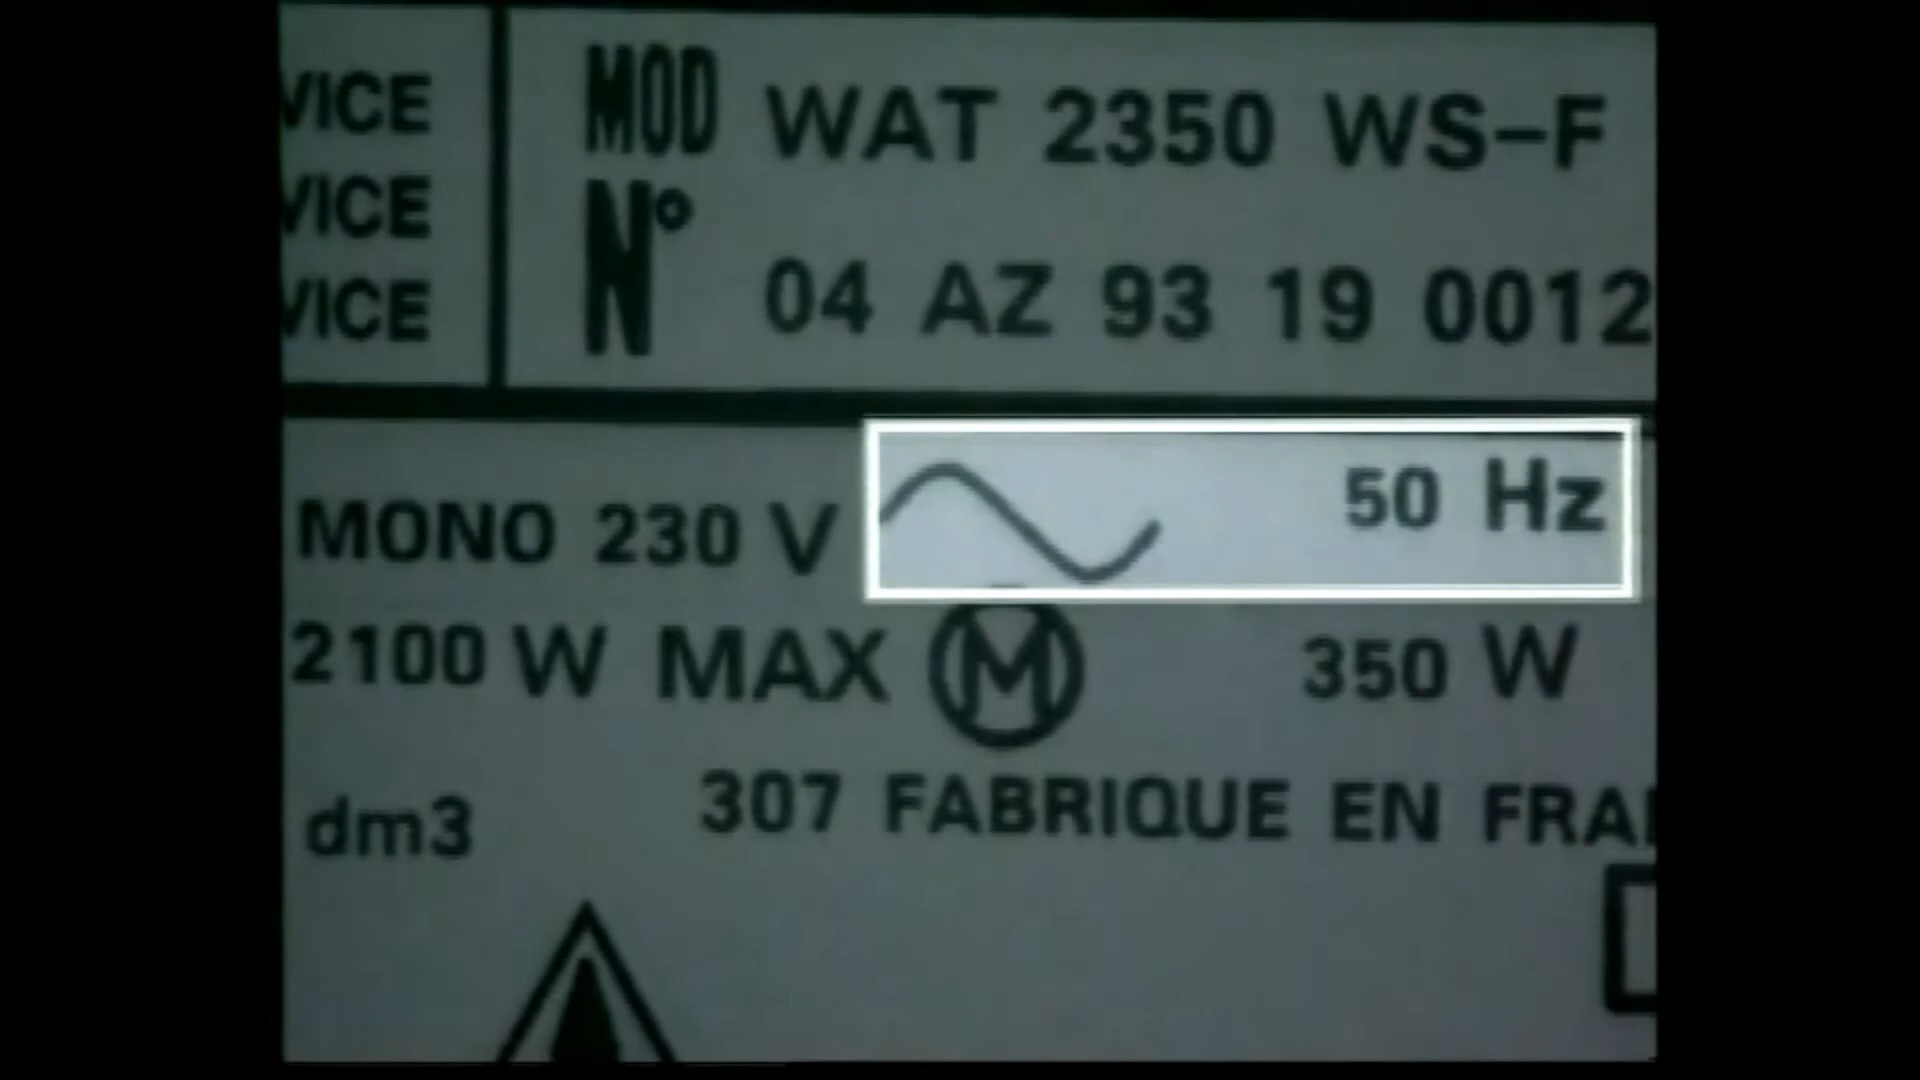 VICE
VICE
VICE
MOD WAT 2350 WS-F
N° 04 AZ 93 19 0012
MONO 230 V 50 Hz
2100 W MAX M 350 W
dm3 307 FABRIQUE EN FRA